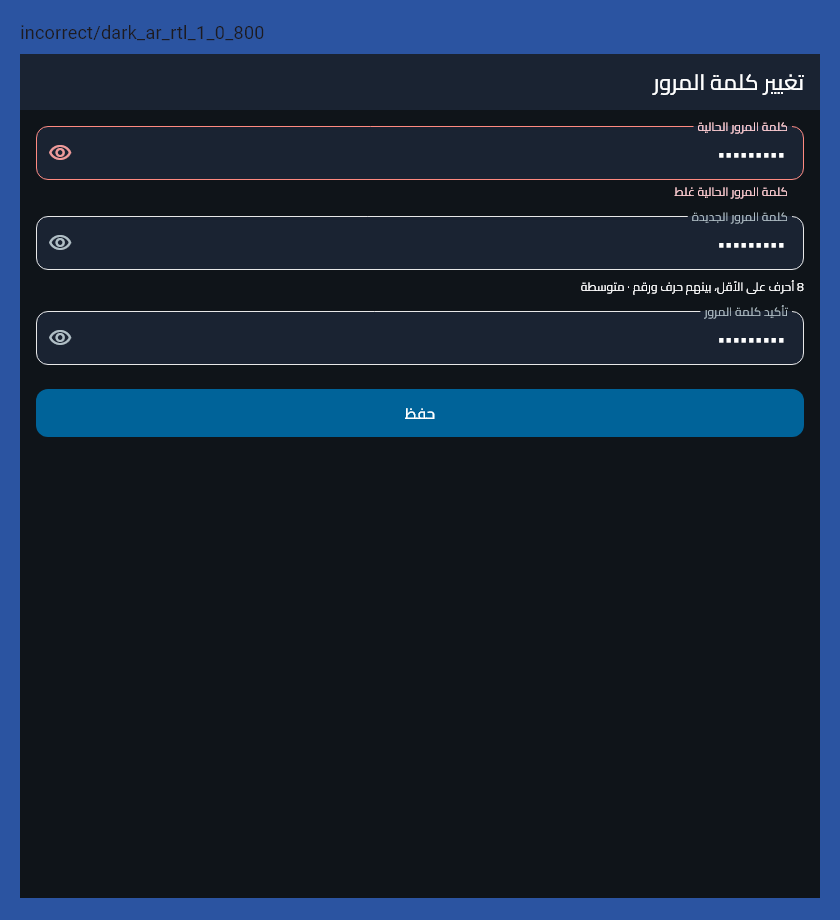 incorrect/dark_ar_rtl_1_0_800
تغيير كلمة المرور
كلمة المرور الحالية
•••••••••
كلمة المرور الحالية غلط
كلمة المرور الجديدة
•••••••••
8 أحرف على الأقل، بينهم حرف ورقم · متوسطة
تأكيد كلمة المرور
•••••••••
حفظ